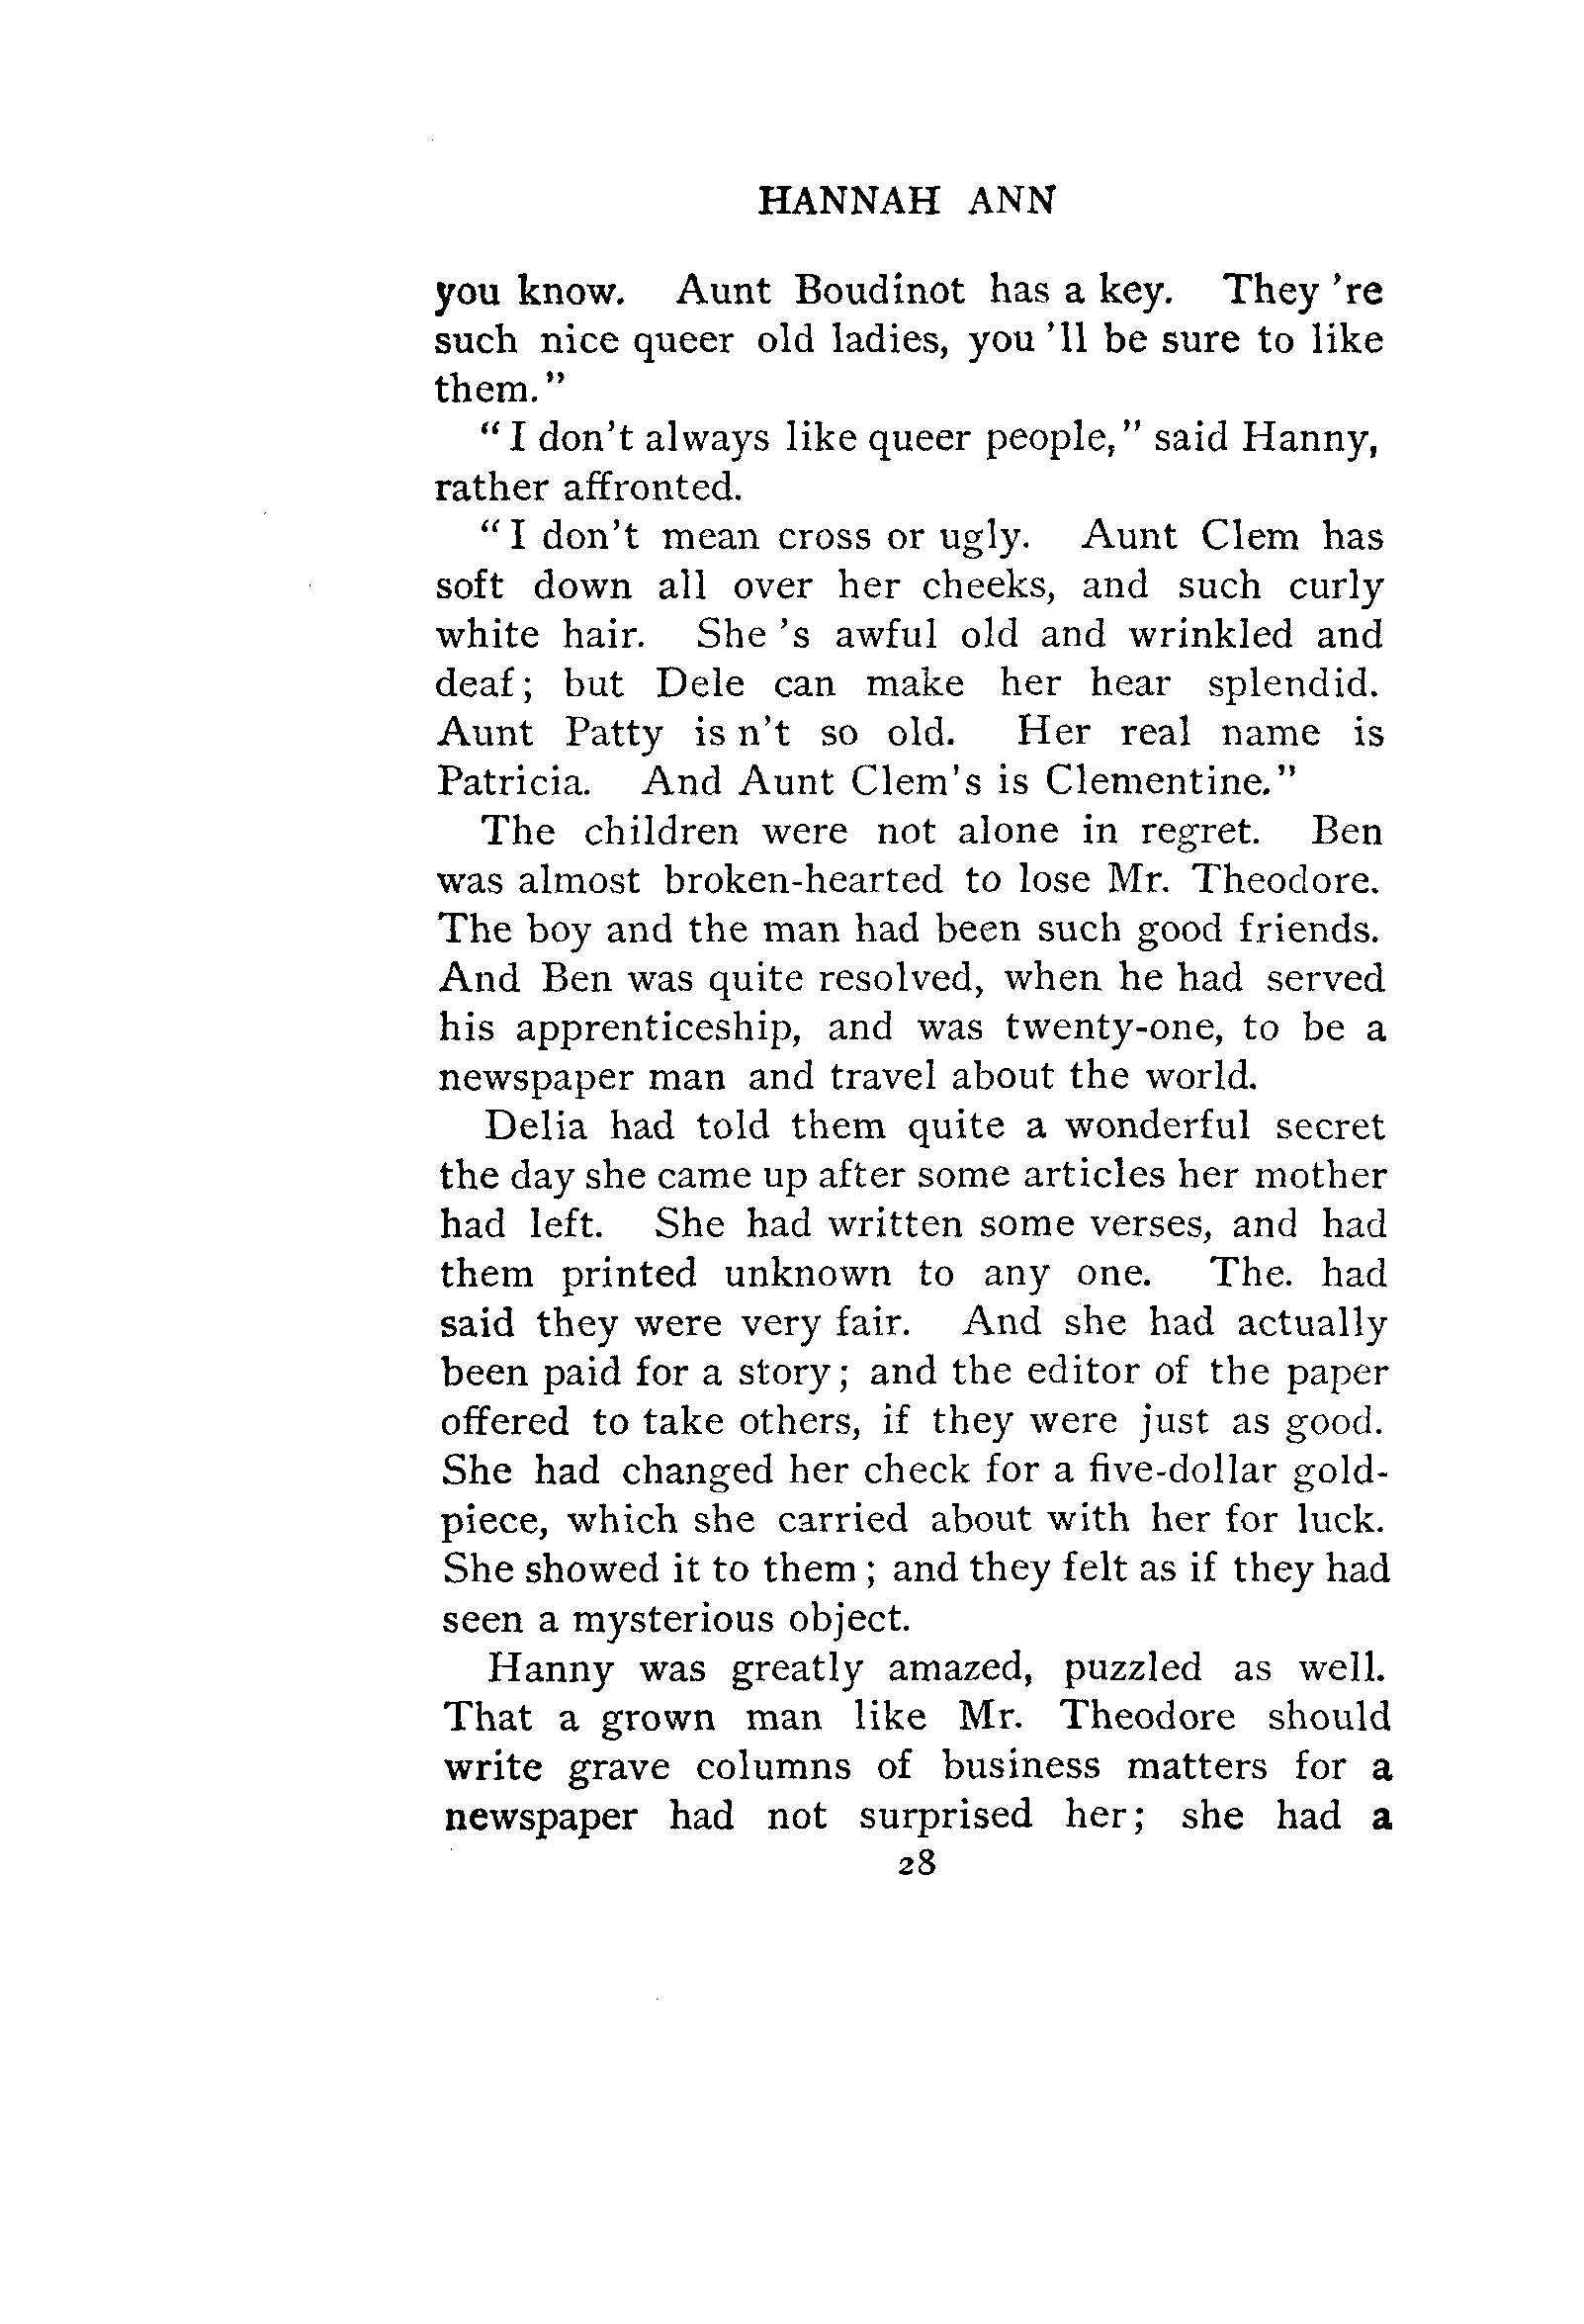 HANNAH ANN
you know. Aunt Boudinot has a key. They 're
such nice queer old ladies, you 'll be sure to like
them."
"I don't always like queer people," said Hanny,
rather affronted.
"I don't mean cross or ugly. Aunt Clem has
soft down all over her cheeks, and such curly
white hair. She 's awful old and wrinkled and
deaf; but Dele can make her hear splendid.
Aunt Patty is n't so old. Her real name is
Patricia. And Aunt Clem's is Clementine."
The children were not alone in regret. Ben
was almost broken-hearted to lose Mr. Theodore.
The boy and the man had been such good friends.
And Ben was quite resolved, when he had served
his apprenticeship, and was twenty-one, to be a
newspaper man and travel about the world.
Delia had told them quite a wonderful secret
the day she came up after some articles her mother
had left. She had written some verses, and had
them printed unknown to any one. The. had
said they were very fair. And she had actually
been paid for a story; and the editor of the paper
offered to take others, if they were just as good.
She had changed her check for a five-dollar gold-
piece, which she carried about with her for luck.
She showed it to them; and they felt as if they had
seen a mysterious object.
Hanny was greatly amazed, puzzled as well.
That a grown man like Mr. Theodore should
write grave columns of business matters for a
newspaper had not surprised her; she had a
28